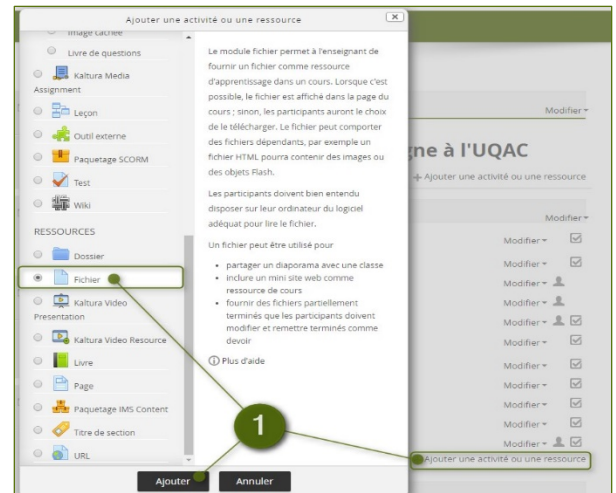 Ajouter une activité ou une ressource
Image cachée
Livre de questions
Kaltura Media
Assignment
Leçon
Outil externe
Paquetage SCORM
Test
Wiki
RESSOURCES
Dossier
Fichier
Kaltura Video
Presentation
Kaltura Video Resource
Livre
Page
Paquetage IMS Content
Titre de section
URL
Le module fichier permet à l'enseignant de
fournir un fichier comme ressource
d'apprentissage dans un cours. Lorsque c'est
possible, le fichier est affiché dans la page du
cours ; sinon, les participants auront le choix
de le télécharger. Le fichier peut comporter
des fichiers dépendants, par exemple un
fichier HTML pourra contenir des images ou
des objets Flash.
Les participants doivent bien entendu
disposer sur leur ordinateur du logiciel
adéquat pour lire le fichier.
Un fichier peut être utilisé pour
partager un diaporama avec une classe
inclure un mini site web comme
ressource de cours
fournir des fichiers partiellement
terminés que les participants doivent
modifier et remettre terminés comme
devoir
Plus d'aide
Ajouter
Annuler
1
Modifier
gne à l'UQAC
Ajouter une activité ou une ressource
Modifier
Modifier
Modifier
Modifier
Modifier
Modifier
Modifier
Modifier
Modifier
Modifier
Modifier
Modifier
Ajouter une activité ou une ressource